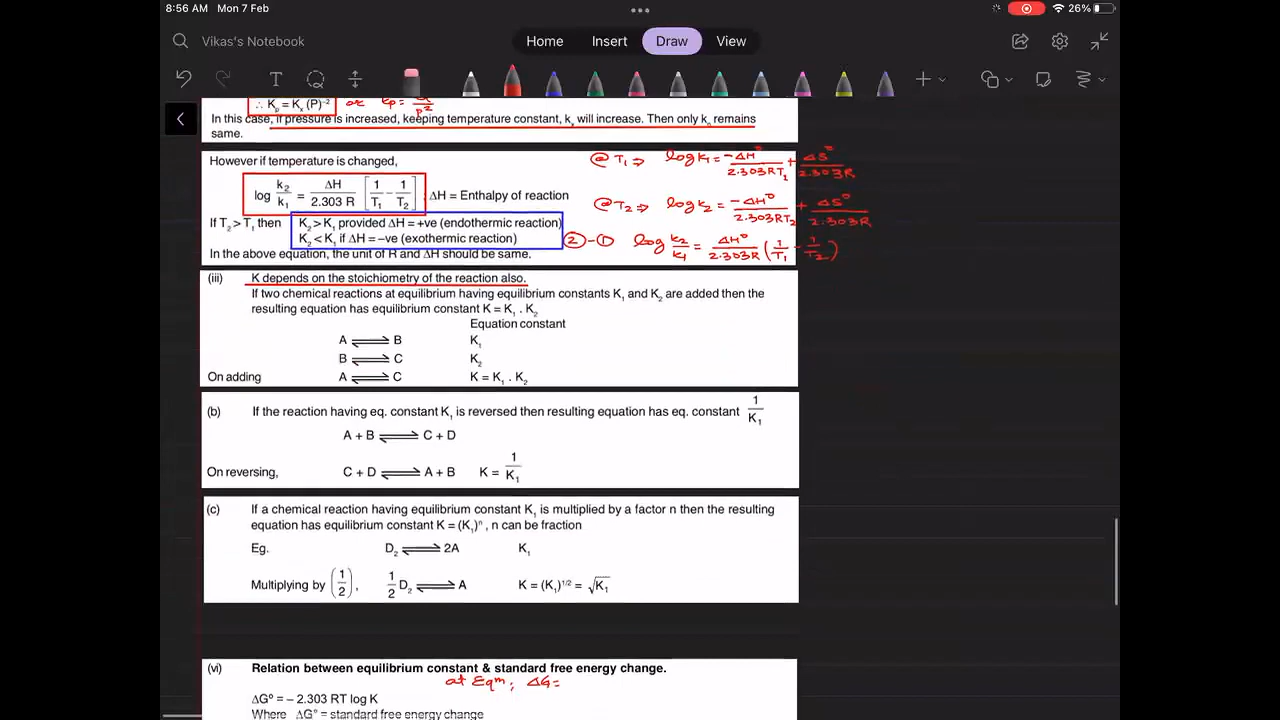 8:56 AM Mon 7 Feb
26%
Vikas's Notebook
Home Insert Draw View
∴ Kp = Kx (P)⁻² or Kp =
In this case, if pressure is increased, keeping temperature constant, kx will increase. Then only kp remains
same.
However if temperature is changed,
@ T₁ ⇒ log K₁ = -ΔH°/2.303RT₁ + ΔS°/2.303R
log k₂/k₁ = ΔH/2.303 R [1/T₁ − 1/T₂] ; ΔH = Enthalpy of reaction
@ T₂ ⇒ log K₂ = -ΔH°/2.303RT₂ + ΔS°/2.303R
If T₂ > T₁ then K₂ > K₁ provided ΔH = +ve (endothermic reaction)
K₂ < K₁ if ΔH = −ve (exothermic reaction)
②-① log K₂/K₁ = ΔH°/2.303R (1/T₁ - 1/T₂)
In the above equation, the unit of R and ΔH should be same.
(iii) K depends on the stoichiometry of the reaction also.
If two chemical reactions at equilibrium having equilibrium constants K₁ and K₂ are added then the
resulting equation has equilibrium constant K = K₁ . K₂
Equation constant
A ⇌ B K₁
B ⇌ C K₂
On adding A ⇌ C K = K₁ . K₂
(b) If the reaction having eq. constant K₁ is reversed then resulting equation has eq. constant 1/K₁
A + B ⇌ C + D
On reversing, C + D ⇌ A + B K = 1/K₁
(c) If a chemical reaction having equilibrium constant K₁ is multiplied by a factor n then the resulting
equation has equilibrium constant K = (K₁)ⁿ , n can be fraction
Eg. D₂ ⇌ 2A K₁
Multiplying by (1/2), 1/2 D₂ ⇌ A K = (K₁)^1/2 = √K₁
(vi) Relation between equilibrium constant & standard free energy change.
at Eqm, ΔG=
ΔG° = − 2.303 RT log K
Where ΔG° = standard free energy change